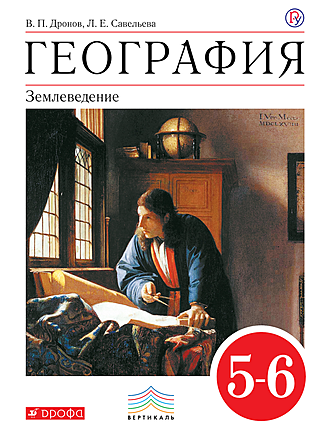 В. П. Дронов, Л. Е. Савельева
ГЕОГРАФИЯ
Землеведение
5-6
ДРОФА
ВЕРТИКАЛЬ